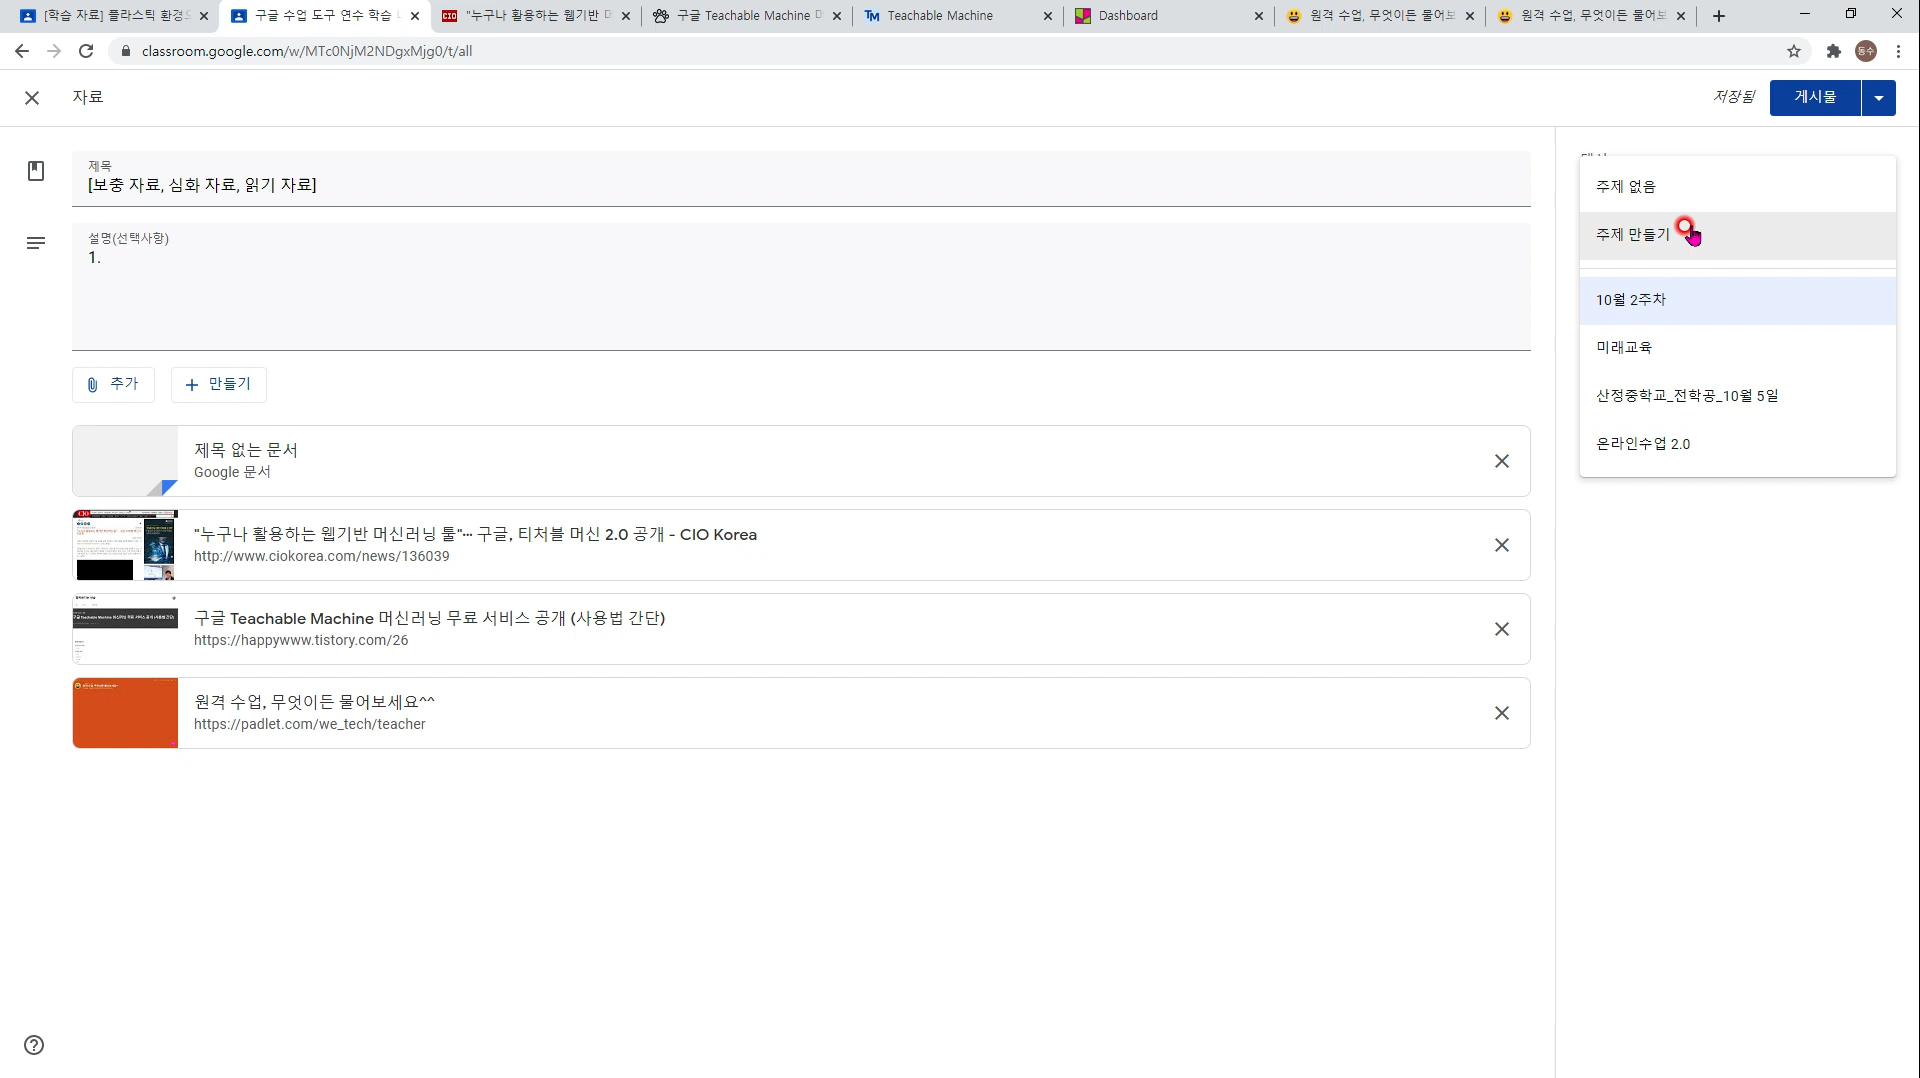 [학습 자료] 플라스틱 환경오
구글 수업 도구 연수 학습
"누구나 활용하는 웹기반 머
구글 Teachable Machine 머
Teachable Machine
Dashboard
원격 수업, 무엇이든 물어보
원격 수업, 무엇이든 물어보
classroom.google.com/w/MTc0NjM2NDgxMjg0/t/all
동수
자료
저장됨
게시물
제목
[보충 자료, 심화 자료, 읽기 자료]
설명(선택사항)
1.
추가
만들기
제목 없는 문서
Google 문서
"누구나 활용하는 웹기반 머신러닝 툴"… 구글, 티처블 머신 2.0 공개 - CIO Korea
http://www.ciokorea.com/news/136039
구글 Teachable Machine 머신러닝 무료 서비스 공개 (사용법 간단)
https://happywww.tistory.com/26
원격 수업, 무엇이든 물어보세요^^
https://padlet.com/we_tech/teacher
주제 없음
주제 만들기
10월 2주차
미래교육
산정중학교_전학공_10월 5일
온라인수업 2.0